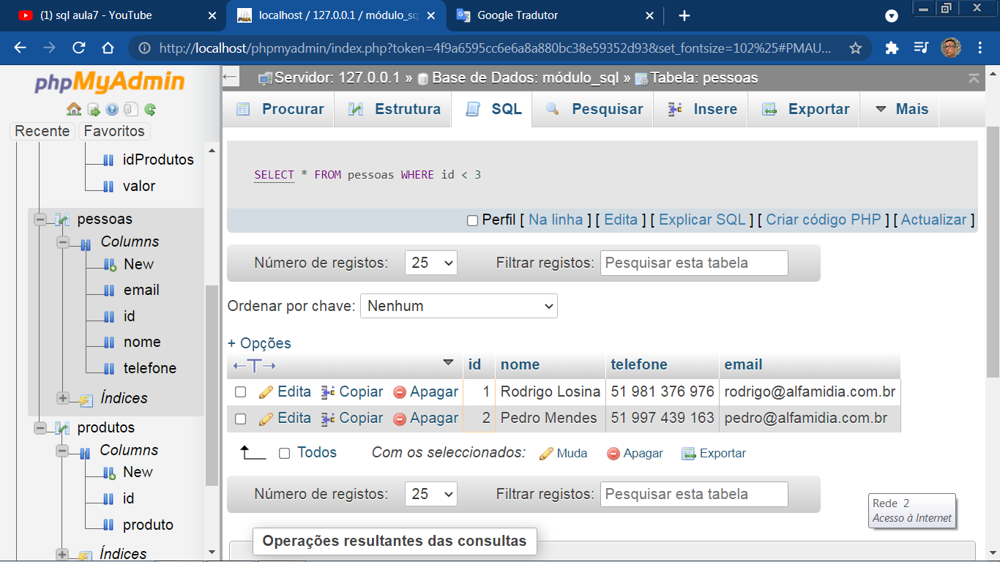 (1) sql aula7 - YouTube
localhost / 127.0.0.1 / módulo_sq
Google Tradutor
http://localhost/phpmyadmin/index.php?token=4f9a6595cc6e6a8a880bc38e59352d93&set_fontsize=102%25#PMAU...
phpMyAdmin
Recente
Favoritos
idProdutos
valor
pessoas
Columns
New
email
id
nome
telefone
Índices
produtos
Columns
New
id
produto
Índices
Servidor: 127.0.0.1 » Base de Dados: módulo_sql » Tabela: pessoas
Procurar Estrutura SQL Pesquisar Insere Exportar Mais
SELECT * FROM pessoas WHERE id < 3
Perfil [ Na linha ] [ Edita ] [ Explicar SQL ] [ Criar código PHP ] [ Actualizar ]
Número de registos: 25 Filtrar registos: Pesquisar esta tabela
Ordenar por chave: Nenhum
+ Opções
id nome telefone email
Edita Copiar Apagar 1 Rodrigo Losina 51 981 376 976 rodrigo@alfamidia.com.br
Edita Copiar Apagar 2 Pedro Mendes 51 997 439 163 pedro@alfamidia.com.br
Todos Com os seleccionados: Muda Apagar Exportar
Número de registos: 25 Filtrar registos: Pesquisar esta tabela
Rede 2
Acesso à Internet
Operações resultantes das consultas